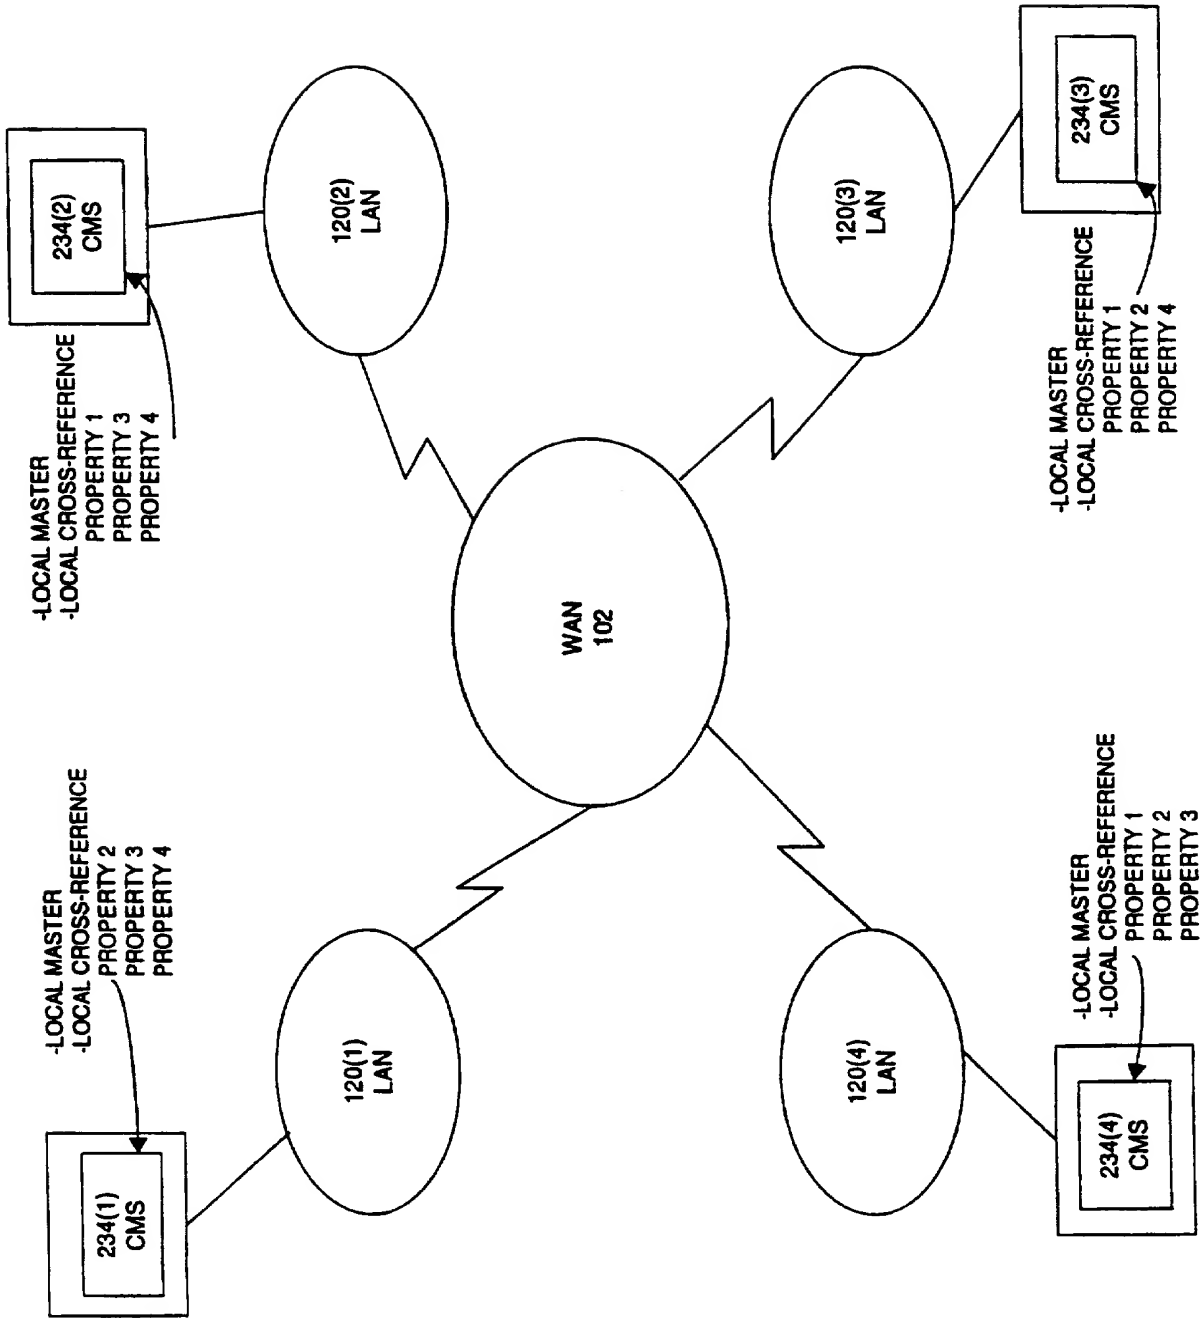 234(1)
CMS
-LOCAL MASTER
-LOCAL CROSS-REFERENCE
PROPERTY 2
PROPERTY 3
PROPERTY 4
120(1)
LAN
-LOCAL MASTER
-LOCAL CROSS-REFERENCE
PROPERTY 1
PROPERTY 3
PROPERTY 4
234(2)
CMS
120(2)
LAN
WAN
102
120(4)
LAN
234(4)
CMS
-LOCAL MASTER
-LOCAL CROSS-REFERENCE
PROPERTY 1
PROPERTY 2
PROPERTY 3
120(3)
LAN
-LOCAL MASTER
-LOCAL CROSS-REFERENCE
PROPERTY 1
PROPERTY 2
PROPERTY 4
234(3)
CMS